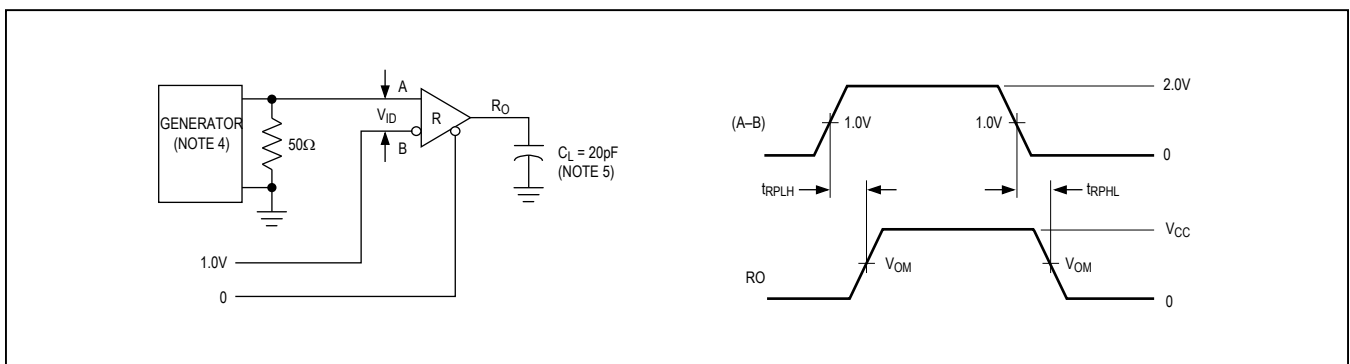 GENERATOR
(NOTE 4)
50Ω
A
V_ID
B
R
R_O
C_L = 20pF
(NOTE 5)
1.0V
0
(A–B)
1.0V
1.0V
2.0V
0
t_RPLH
t_RPHL
RO
V_OM
V_OM
V_CC
0